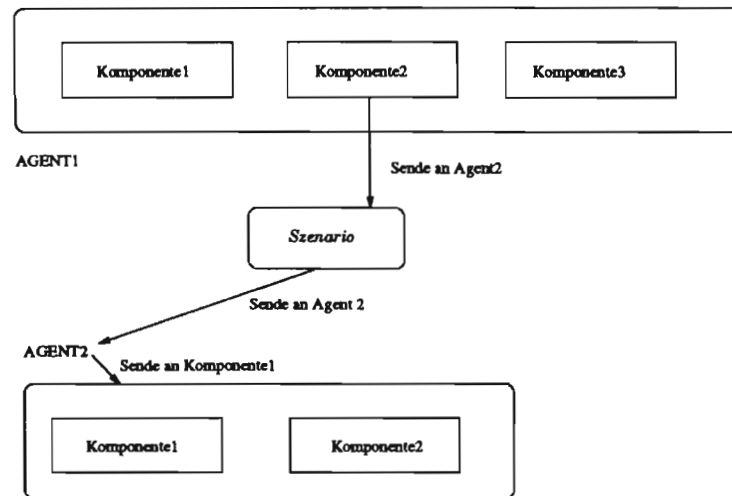 Komponente1
Komponente2
Komponente3
AGENT1
Sende an Agent2
Szenario
Sende an Agent 2
AGENT2
Sende an Komponente1
Komponente1
Komponente2